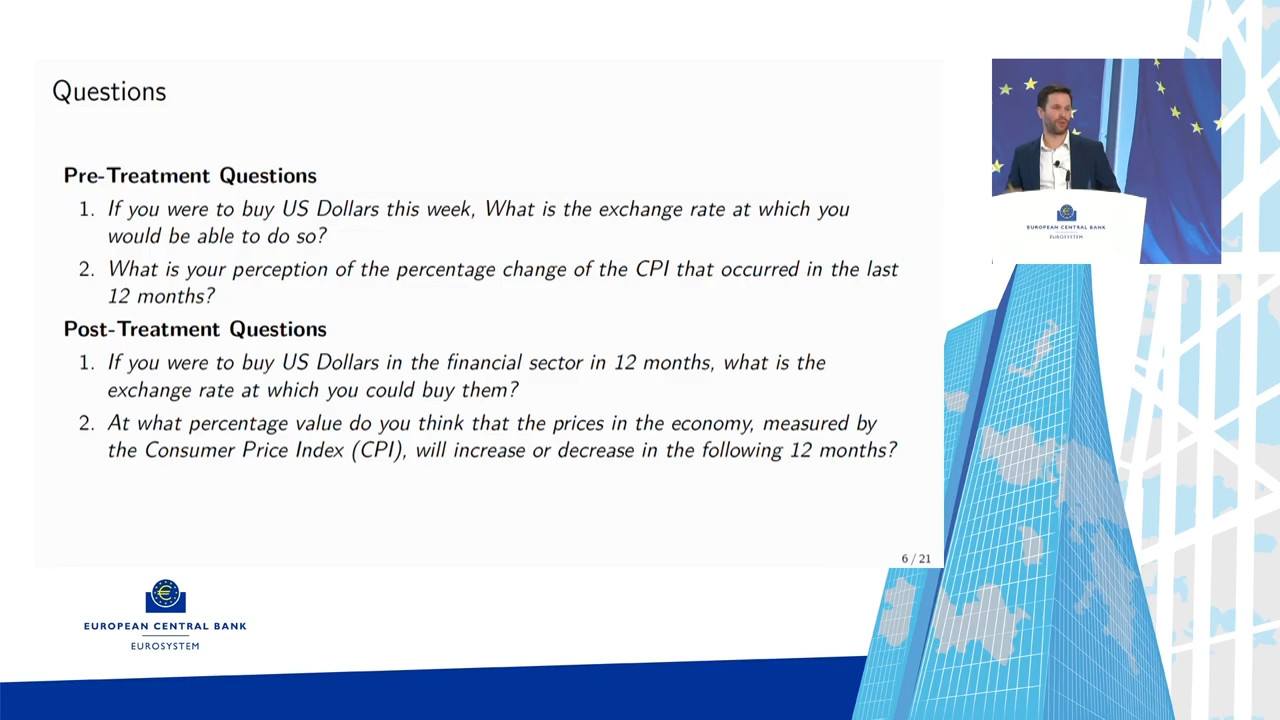 Questions
Pre-Treatment Questions
1. If you were to buy US Dollars this week, What is the exchange rate at which you
would be able to do so?
2. What is your perception of the percentage change of the CPI that occurred in the last
12 months?
Post-Treatment Questions
1. If you were to buy US Dollars in the financial sector in 12 months, what is the
exchange rate at which you could buy them?
2. At what percentage value do you think that the prices in the economy, measured by
the Consumer Price Index (CPI), will increase or decrease in the following 12 months?
6 / 21
EUROPEAN CENTRAL BANK
EUROSYSTEM
EUROPEAN CENTRAL BANK
EUROSYSTEM